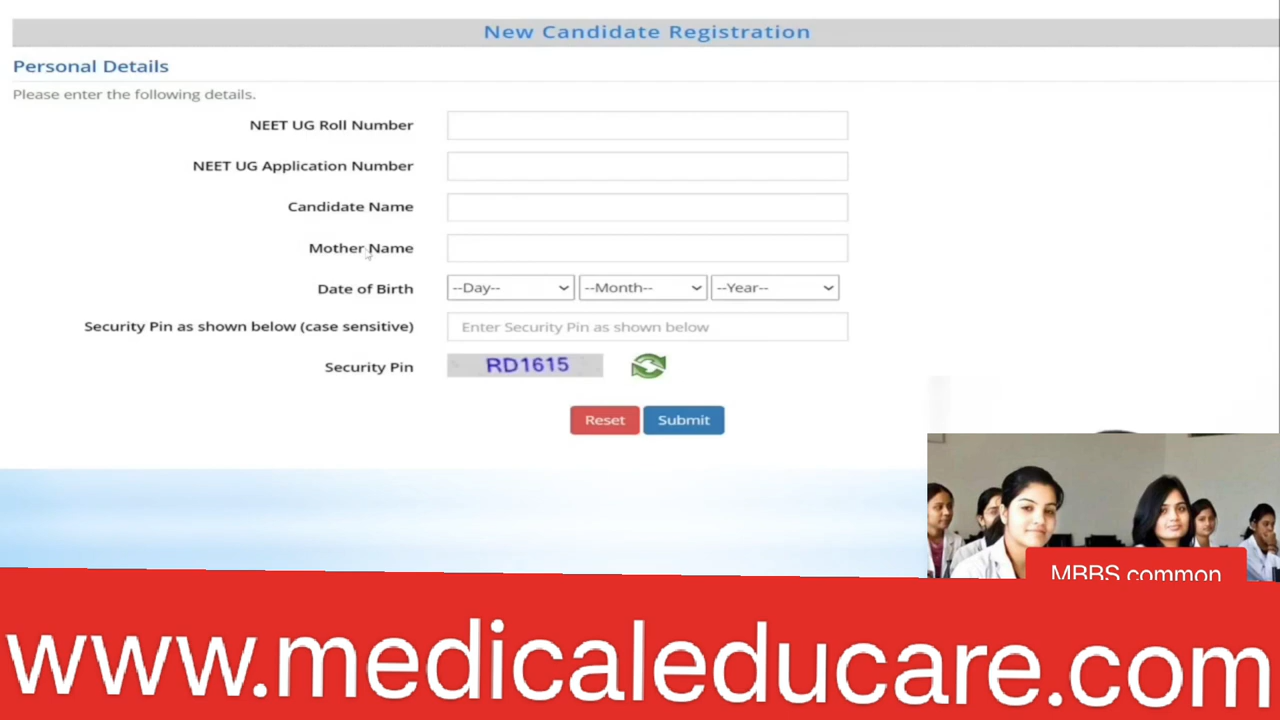 New Candidate Registration
Personal Details
Please enter the following details.
NEET UG Roll Number
NEET UG Application Number
Candidate Name
Mother Name
Date of Birth --Day-- --Month-- --Year--
Security Pin as shown below (case sensitive) Enter Security Pin as shown below
Security Pin RD1615
Reset Submit
MBBS common
www.medicaleducare.com